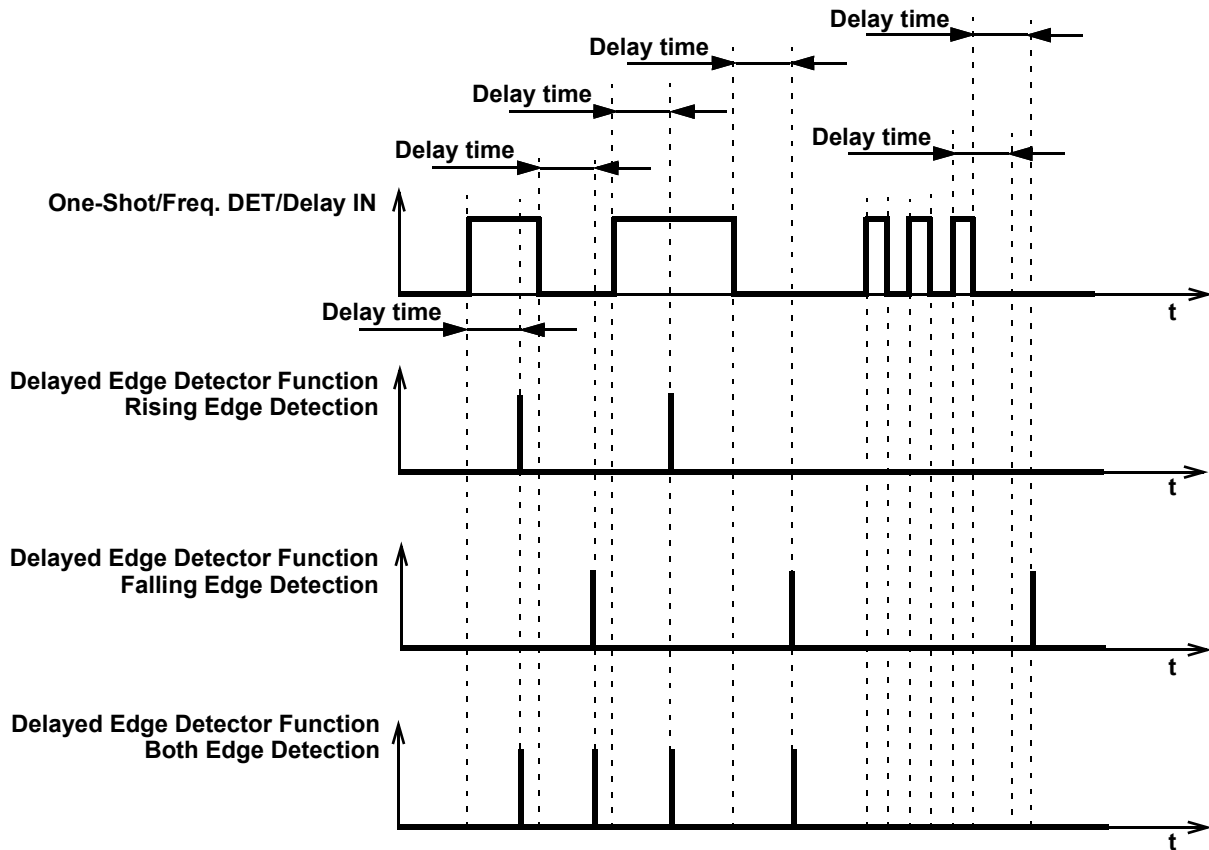 Delay time
Delay time
Delay time
Delay time
Delay time
One-Shot/Freq. DET/Delay IN
t
Delay time
Delayed Edge Detector Function
Rising Edge Detection
t
Delayed Edge Detector Function
Falling Edge Detection
t
Delayed Edge Detector Function
Both Edge Detection
t